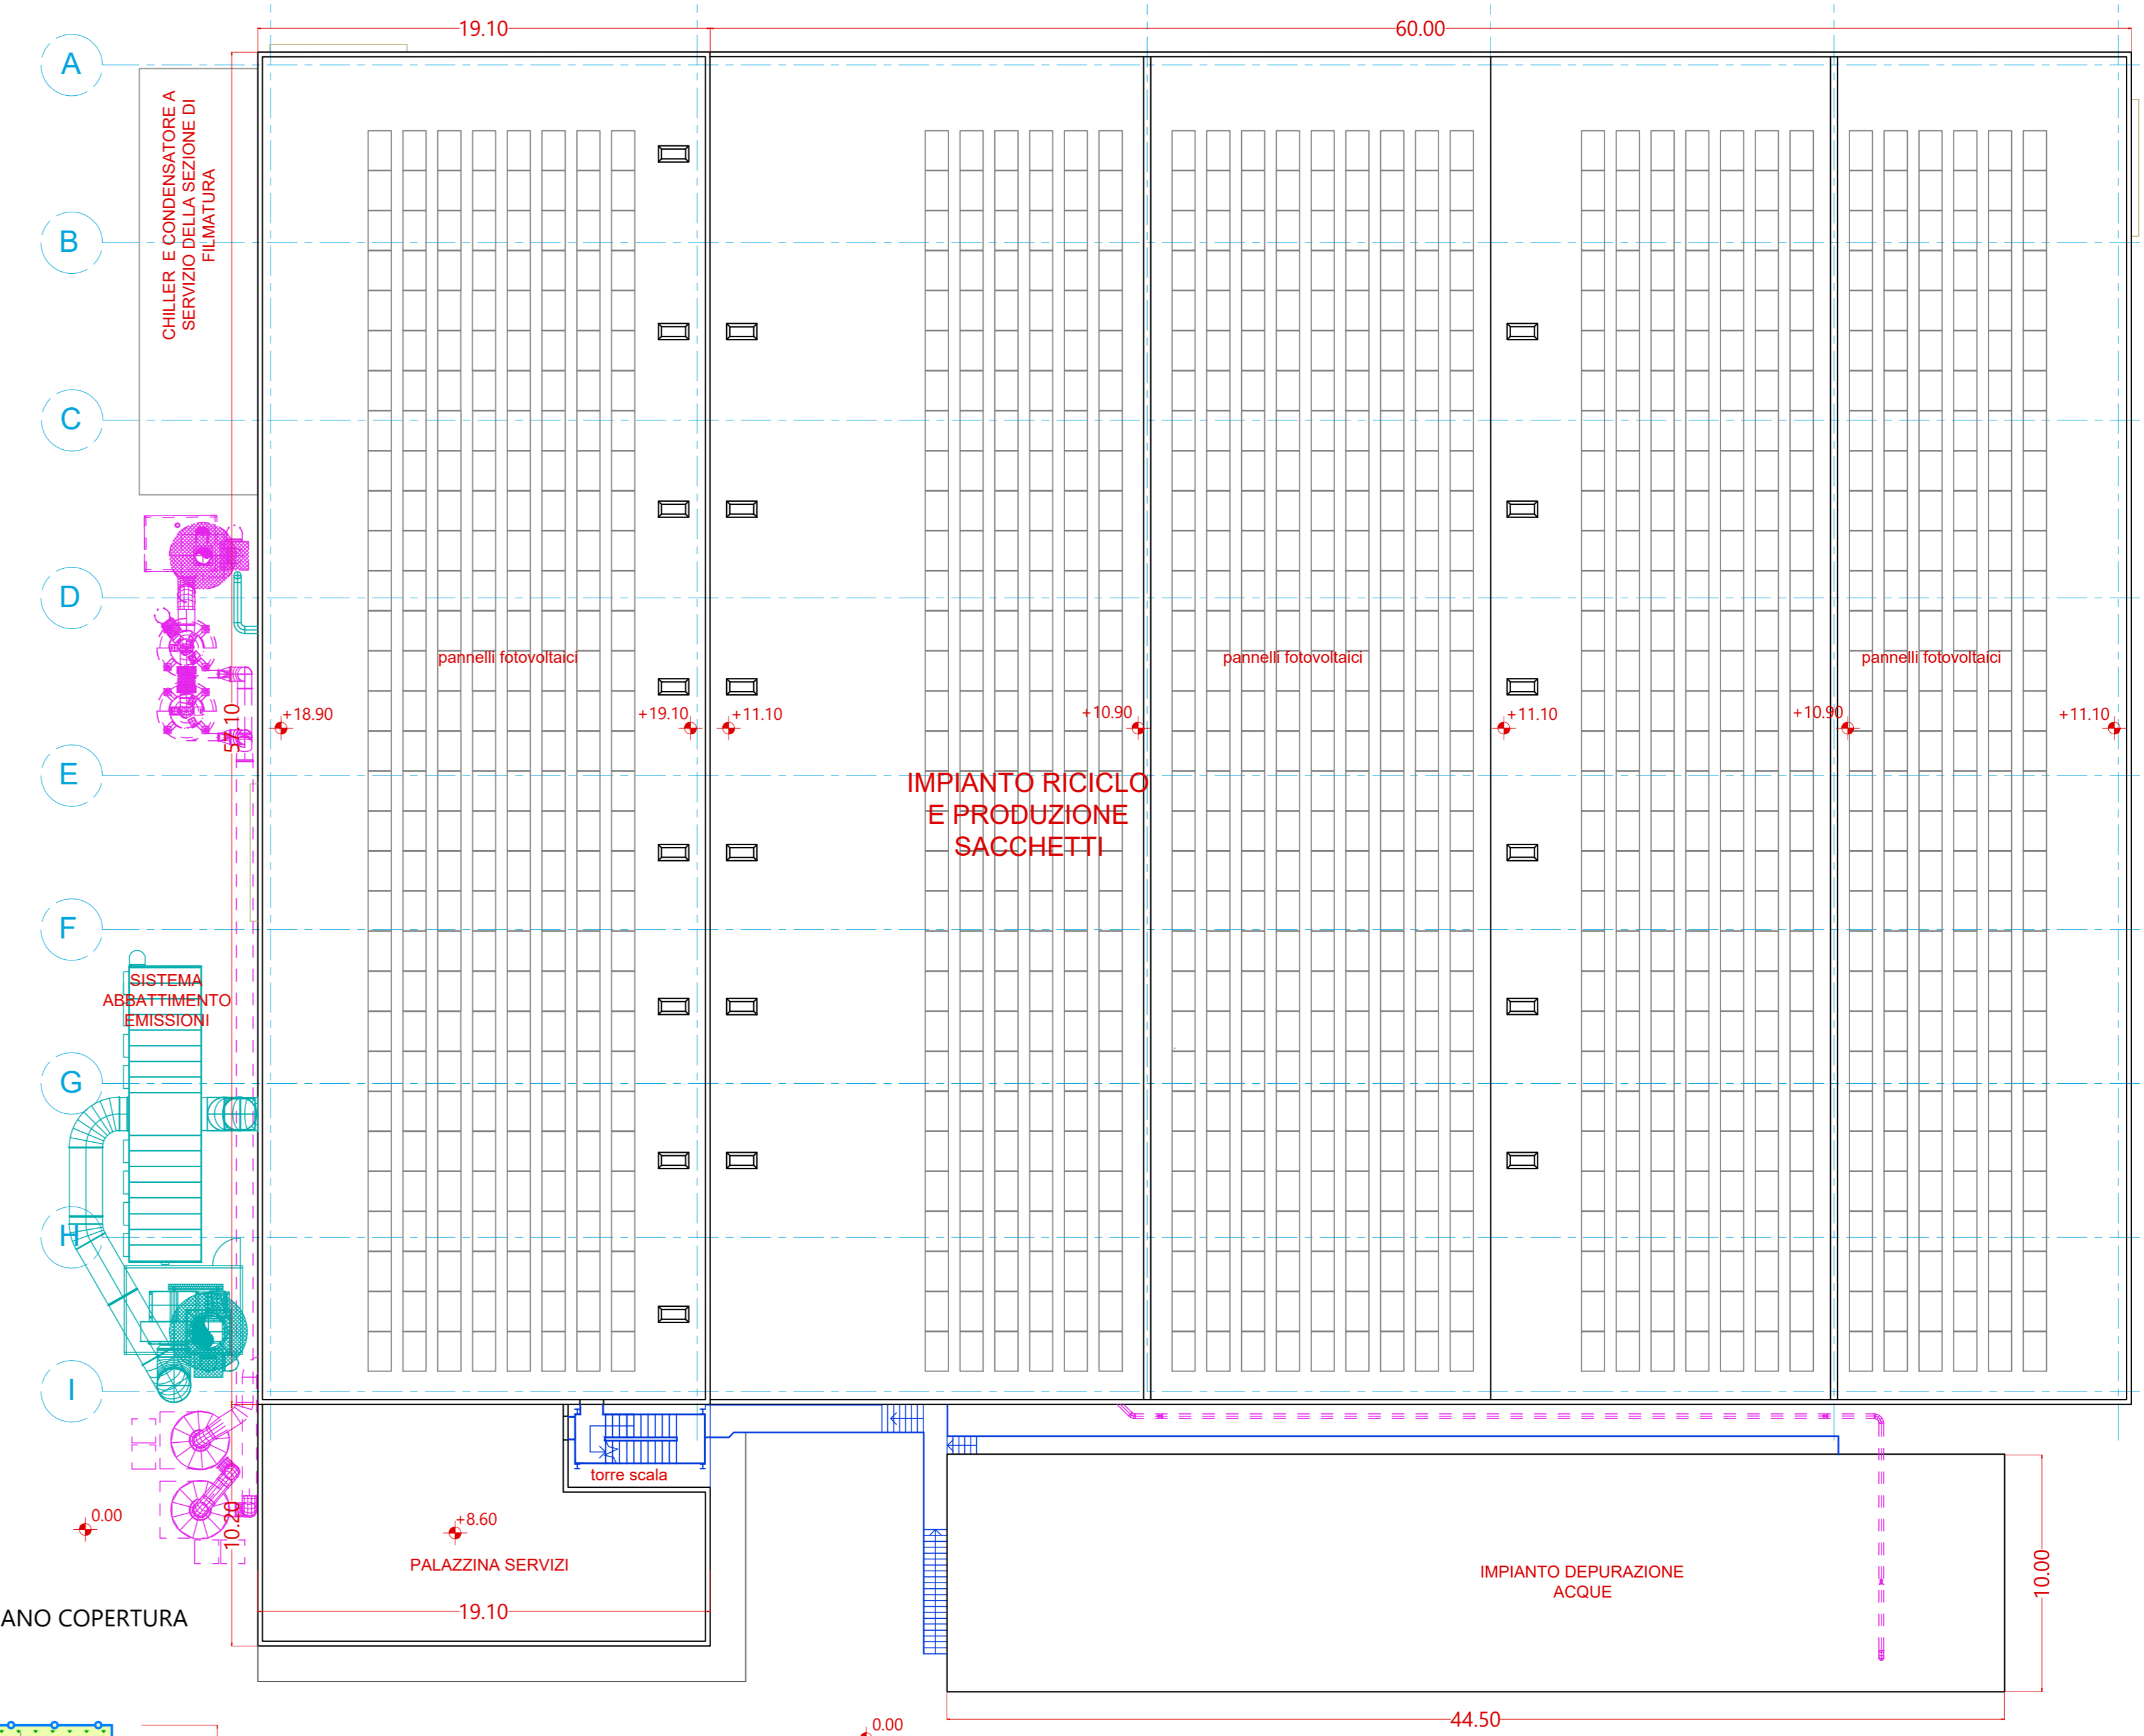 19.10
60.00
A
B
C
D
E
F
G
H
I
CHILLER E CONDENSATORE A
SERVIZIO DELLA SEZIONE DI
FILMATURA
pannelli fotovoltaici
pannelli fotovoltaici
pannelli fotovoltaici
+18.90
+19.10
+11.10
+10.90
+11.10
+10.90
+11.10
57.10
IMPIANTO RICICLO
E PRODUZIONE
SACCHETTI
SISTEMA
ABBATTIMENTO
EMISSIONI
torre scala
0.00
+8.60
10.20
PALAZZINA SERVIZI
IMPIANTO DEPURAZIONE
ACQUE
10.00
19.10
ANO COPERTURA
44.50
0.00